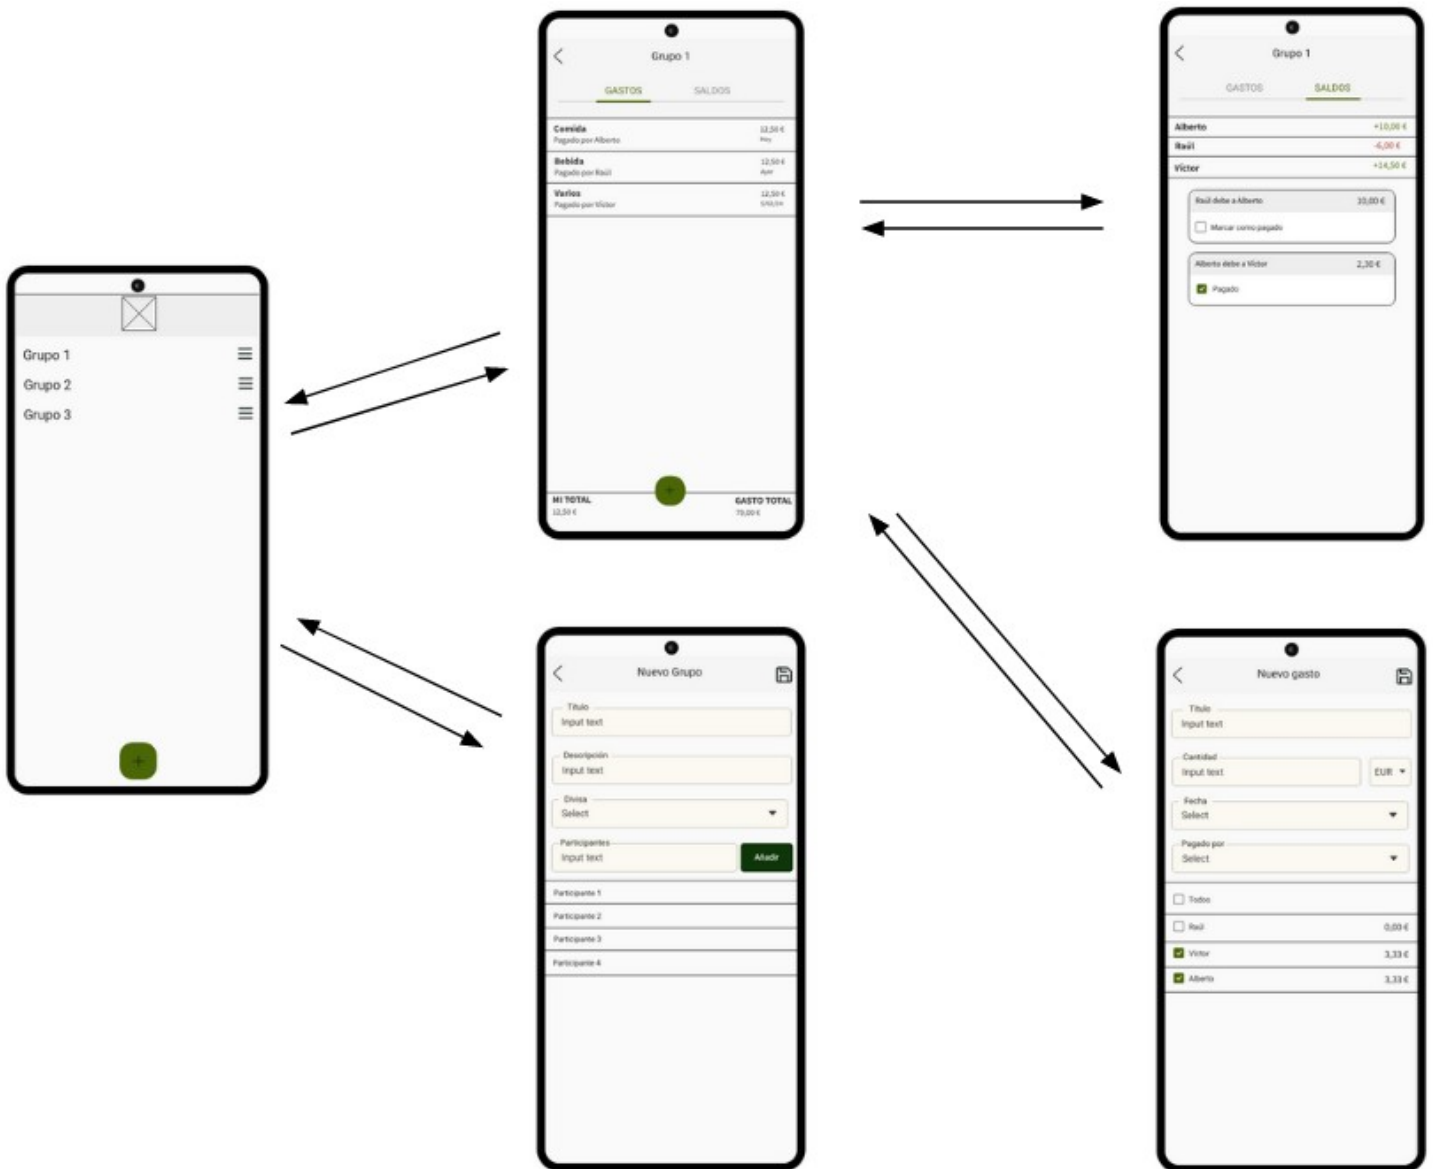 Grupo 1
Grupo 2
Grupo 3
+
Grupo 1
GASTOS SALDOS
Comida 12,50 €
Pagado por Alberto Hoy
Bebida 12,50 €
Pagado por Raúl Ayer
Varios 12,50 €
Pagado por Víctor
+
MI TOTAL GASTO TOTAL
12,50 € 70,00 €
Grupo 1
GASTOS SALDOS
Alberto +10,00 €
Raúl -6,00 €
Víctor +14,50 €
Raúl debe a Alberto 10,00 €
Marcar como pagado
Alberto debe a Víctor 2,30 €
Pagado
Nuevo Grupo
Título
Input text
Descripción
Input text
Divisa
Select
Participantes
Input text Añadir
Participante 1
Participante 2
Participante 3
Participante 4
Nuevo gasto
Título
Input text
Cantidad
Input text EUR
Fecha
Select
Pagado por
Select
Todos
Raúl 0,00 €
Víctor 3,33 €
Alberto 3,33 €